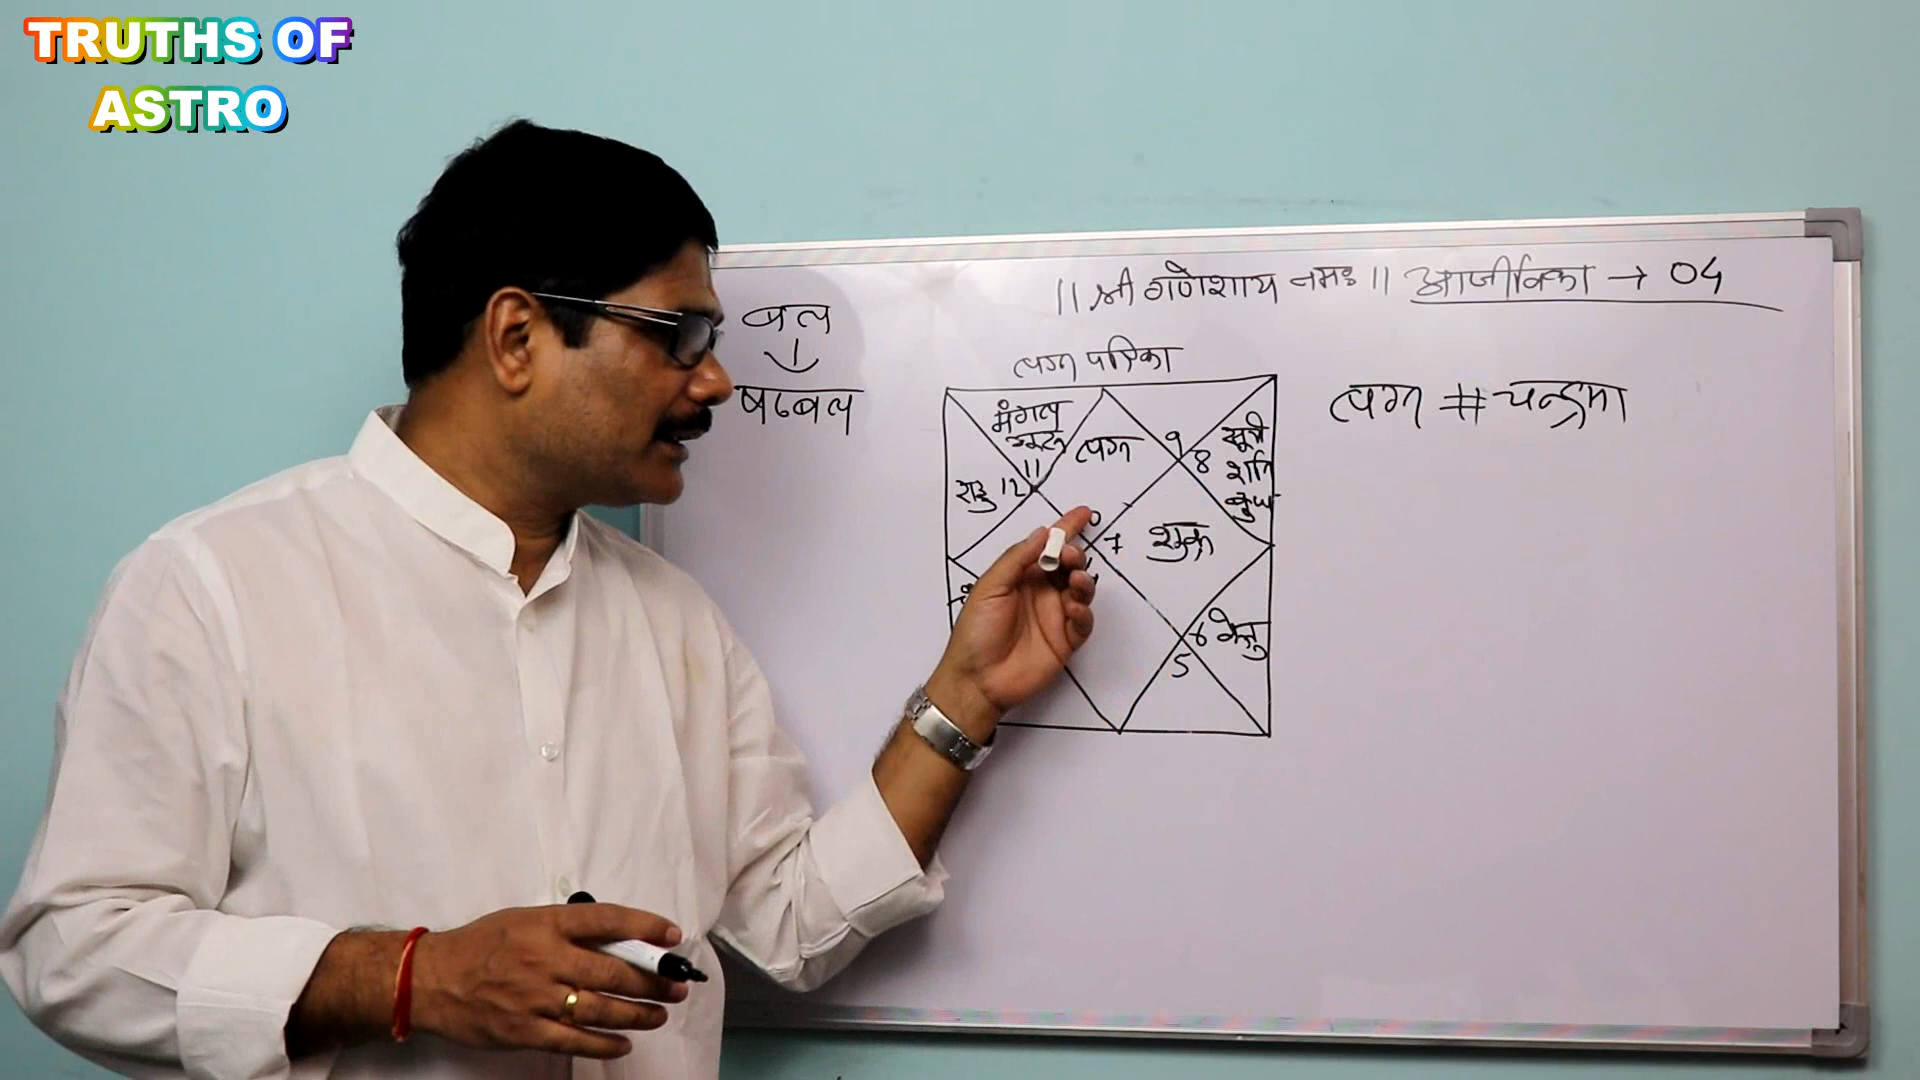 TRUTHS OF
ASTRO
॥ श्री गणेशाय नमः ॥ आजीविका → 04
बल
षड्बल
लग्न पत्रिका
लग्न # चन्द्रमा
मंगल
11
लग्न
9
8
सूर्य
शनि
बुध
राहु 12
7 शुक्र
6 केतु
5